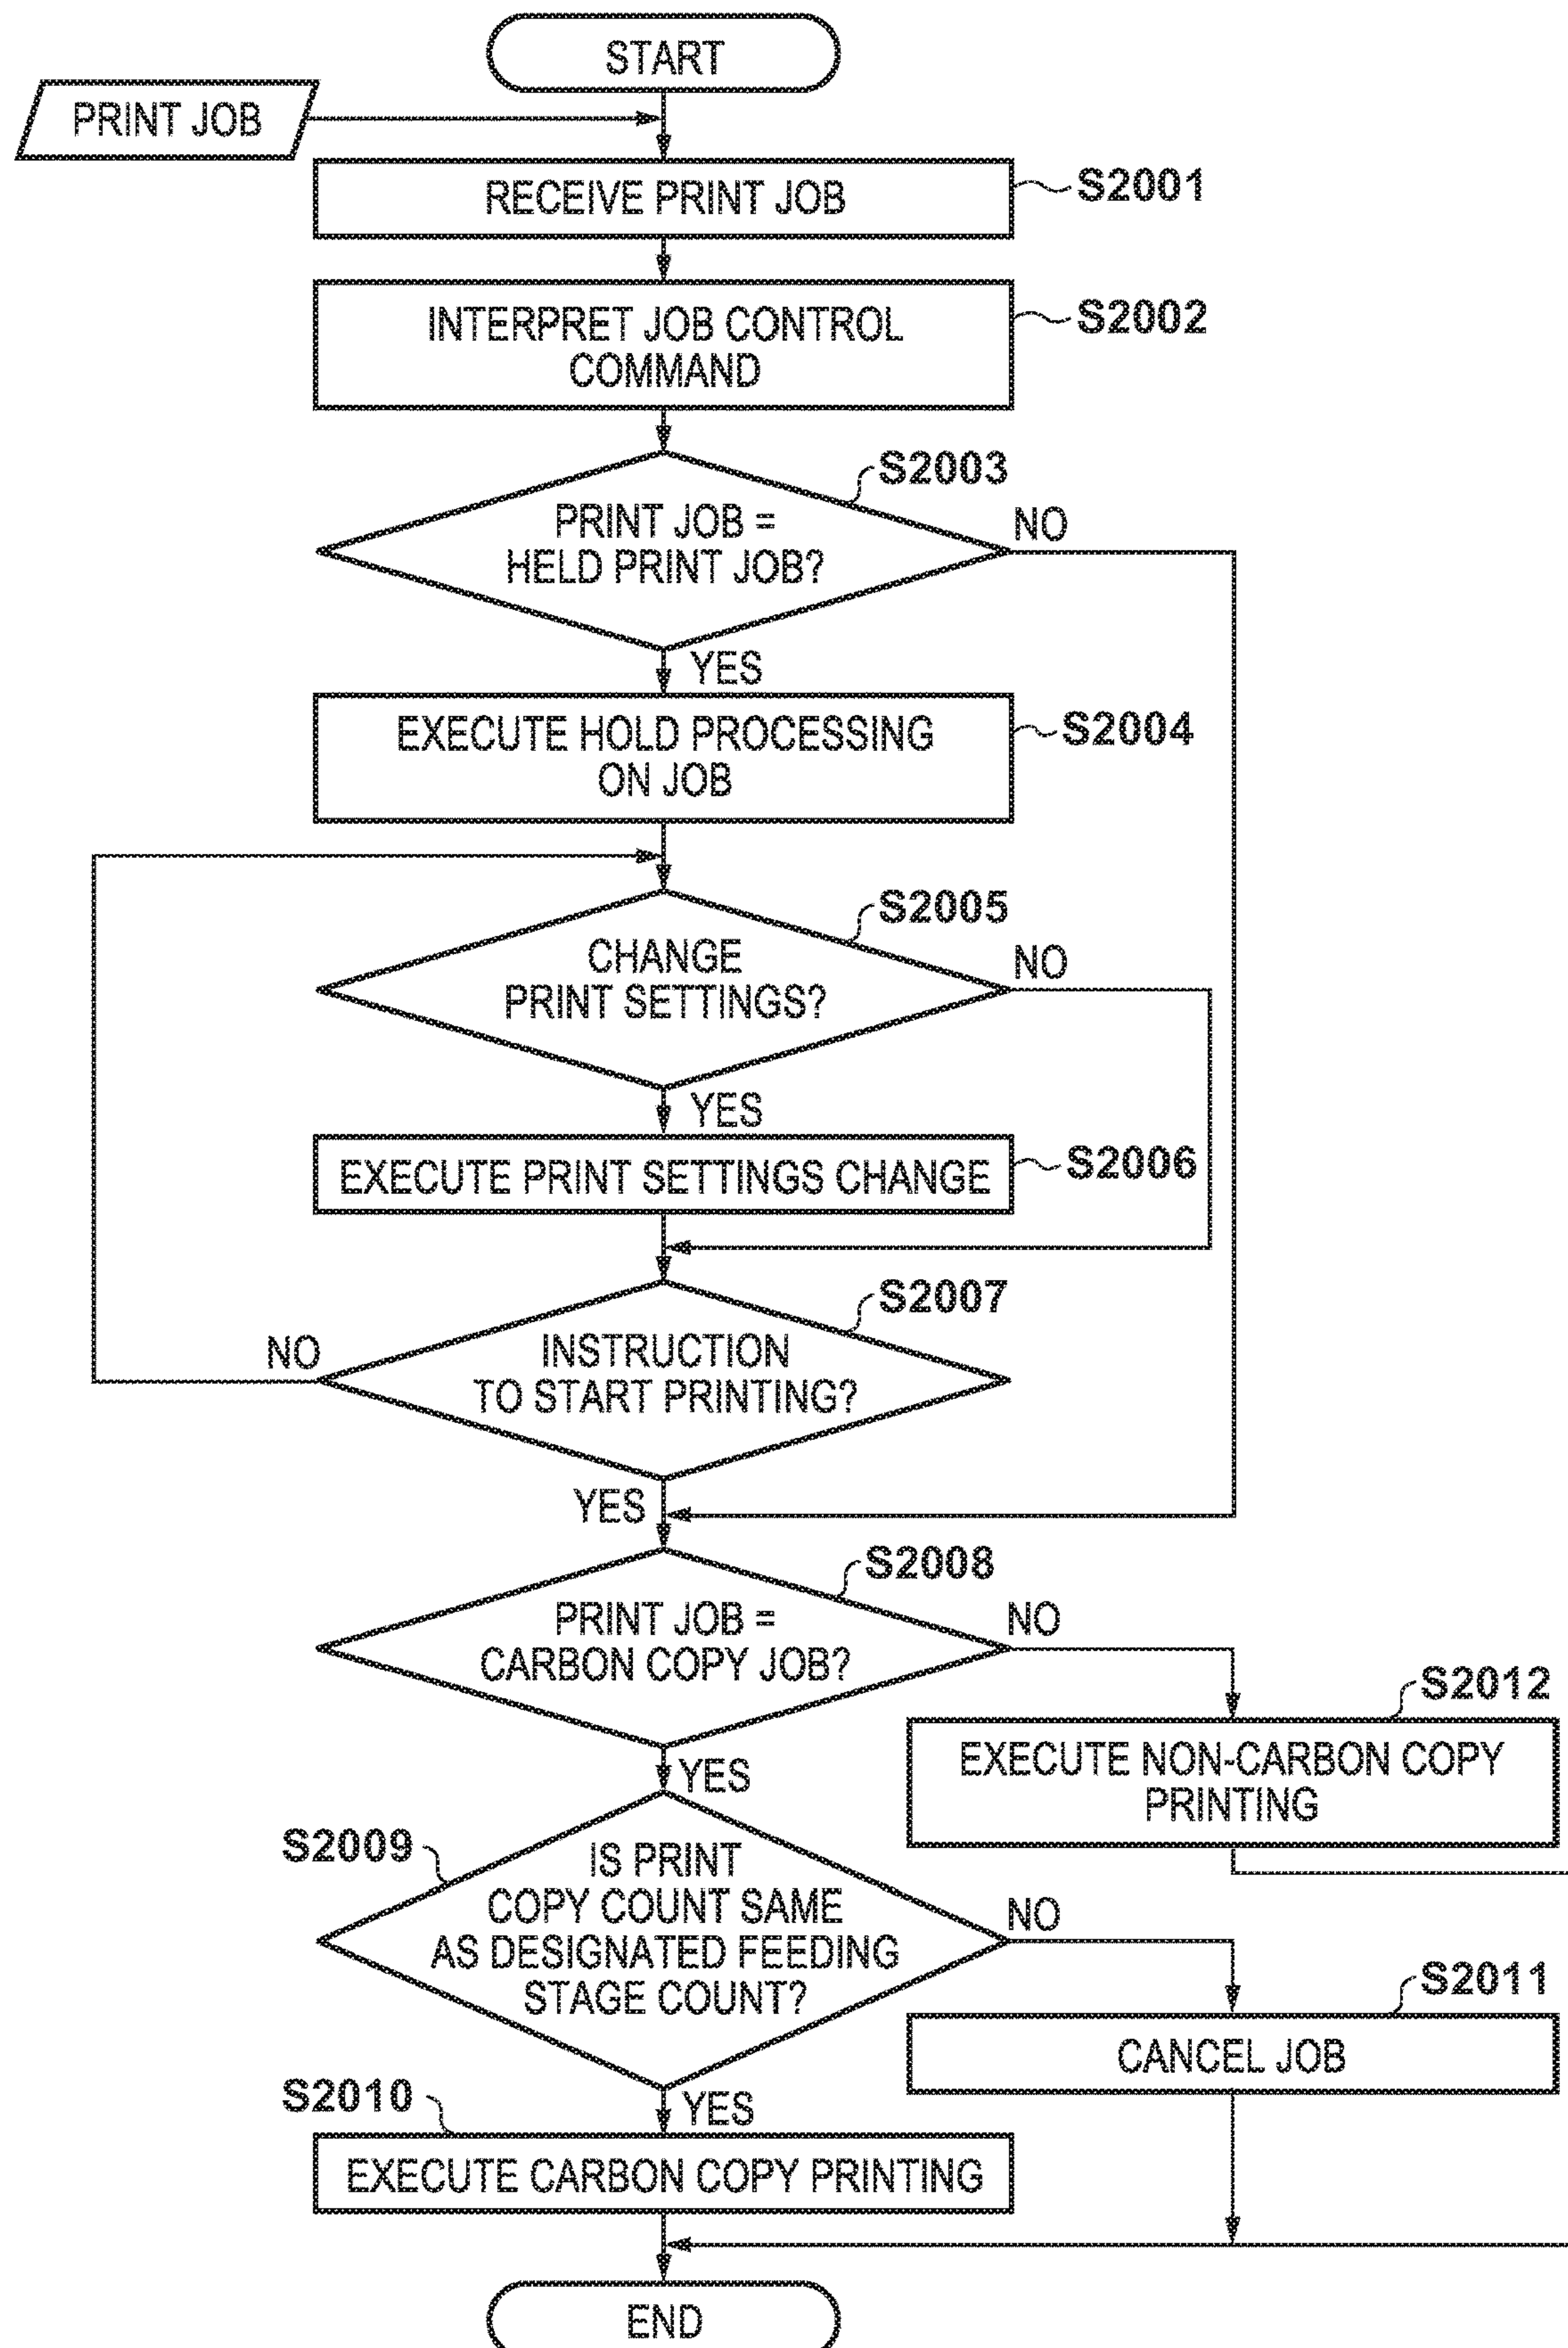 START
PRINT JOB
RECEIVE PRINT JOB
S2001
INTERPRET JOB CONTROL
COMMAND
S2002
S2003
PRINT JOB =
HELD PRINT JOB?
NO
YES
EXECUTE HOLD PROCESSING
ON JOB
S2004
S2005
CHANGE
PRINT SETTINGS?
NO
YES
EXECUTE PRINT SETTINGS CHANGE
S2006
S2007
INSTRUCTION
TO START PRINTING?
NO
YES
S2008
PRINT JOB =
CARBON COPY JOB?
NO
S2012
EXECUTE NON-CARBON COPY
PRINTING
YES
S2009
IS PRINT
COPY COUNT SAME
AS DESIGNATED FEEDING
STAGE COUNT?
NO
S2011
CANCEL JOB
YES
S2010
EXECUTE CARBON COPY PRINTING
END